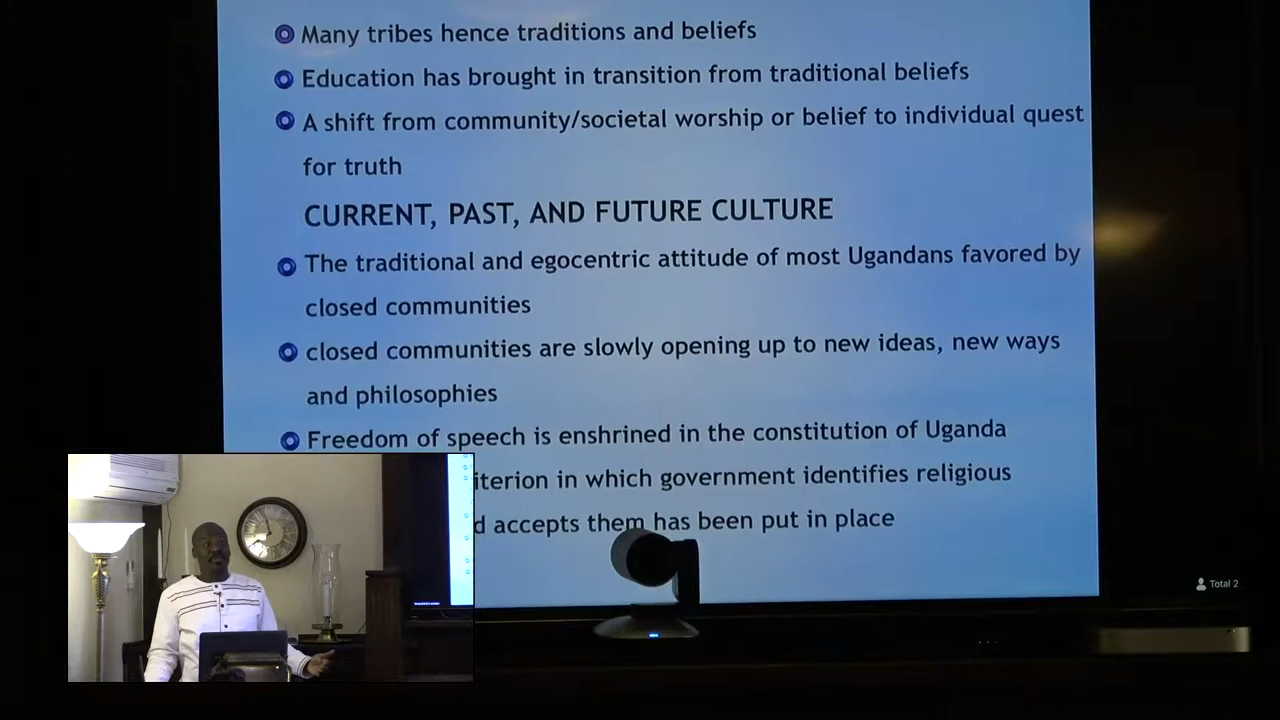 Many tribes hence traditions and beliefs
Education has brought in transition from traditional beliefs
A shift from community/societal worship or belief to individual quest
for truth
CURRENT, PAST, AND FUTURE CULTURE
The traditional and egocentric attitude of most Ugandans favored by
closed communities
closed communities are slowly opening up to new ideas, new ways
and philosophies
Freedom of speech is enshrined in the constitution of Uganda
in which government identifies religious
accepts them has been put in place
Total 2